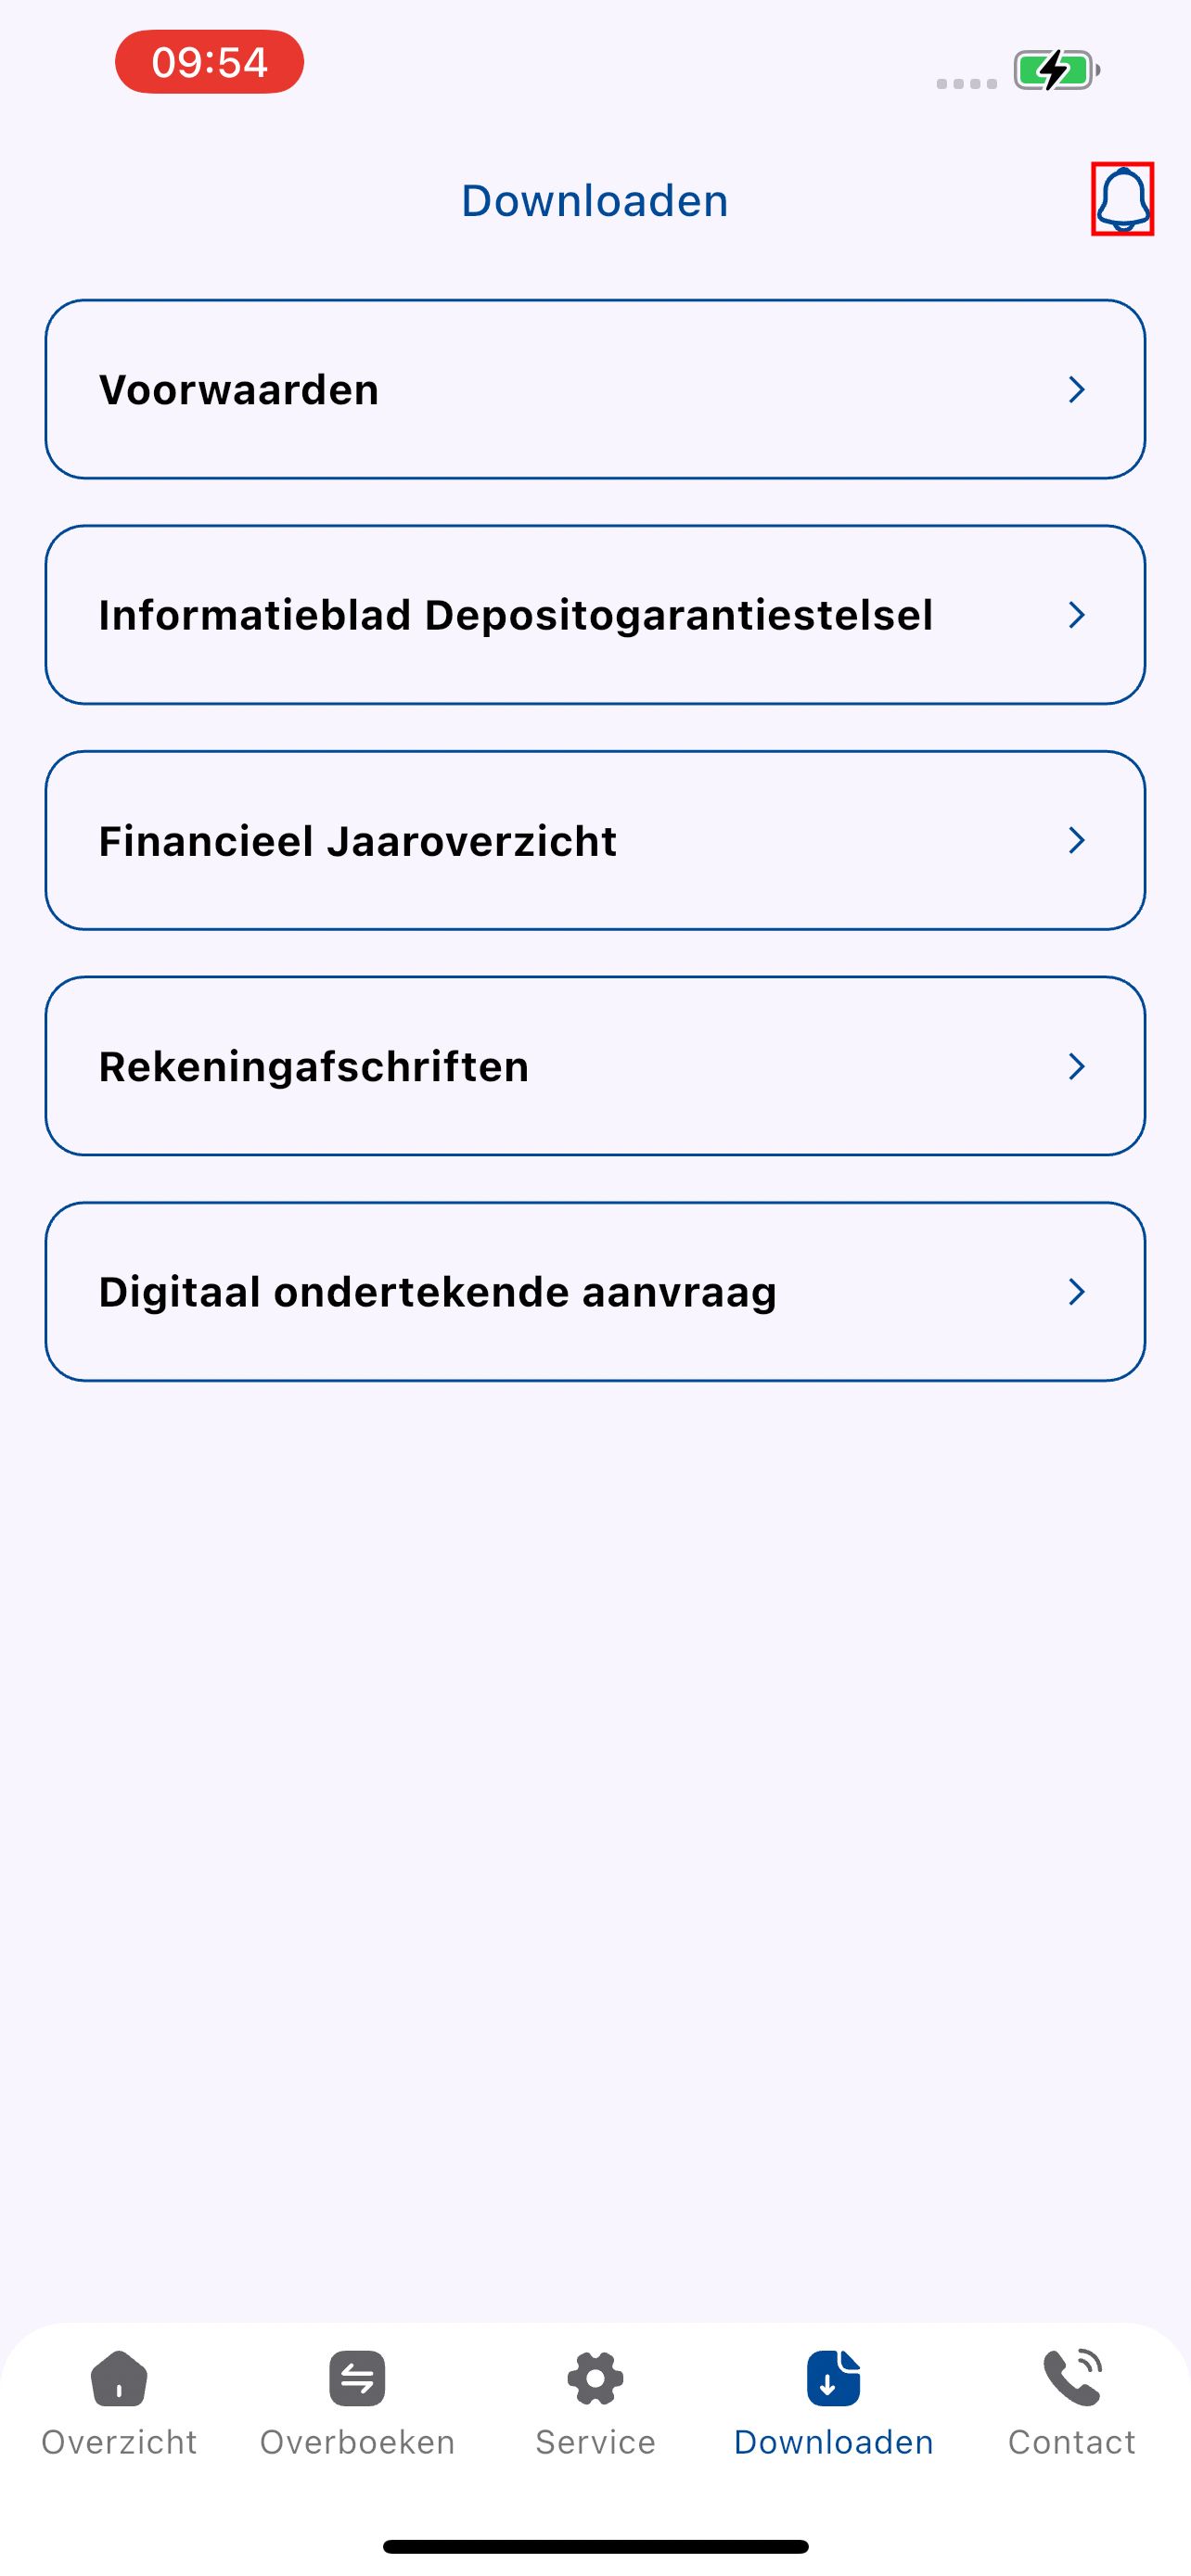 09:54
Downloaden
Voorwaarden
Informatieblad Depositogarantiestelsel
Financieel Jaaroverzicht
Rekeningafschriften
Digitaal ondertekende aanvraag
Overzicht
Overboeken
Service
Downloaden
Contact